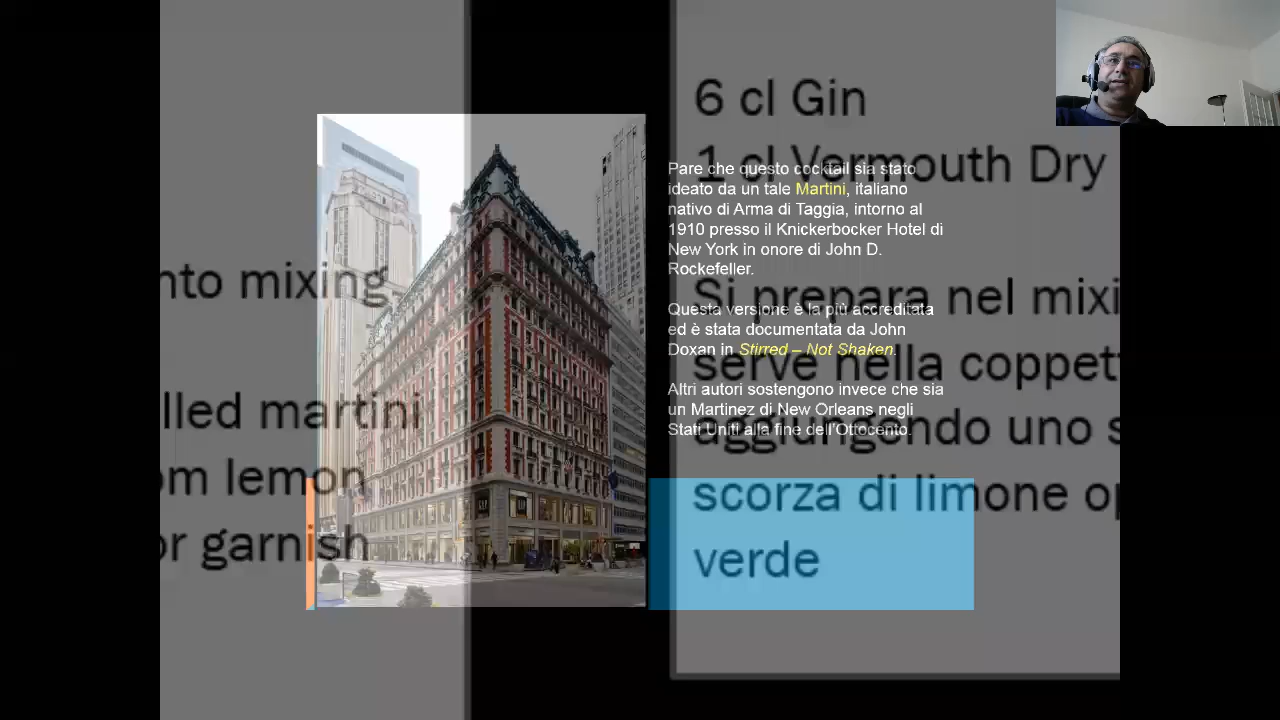 nto mixing
lled martini
om lemon
or garnish
6 cl Gin
1 cl Vermouth Dry
Si prepara nel mixi
serve nella coppett
aggiungendo uno s
scorza di limone op
verde
Pare che questo cocktail sia stato
ideato da un tale Martini, italiano
nativo di Arma di Taggia, intorno al
1910 presso il Knickerbocker Hotel di
New York in onore di John D.
Rockefeller.
Questa versione è la più accreditata
ed è stata documentata da John
Doxan in Stirred – Not Shaken.
Altri autori sostengono invece che sia
un Martinez di New Orleans negli
Stati Uniti alla fine dell'Ottocento.